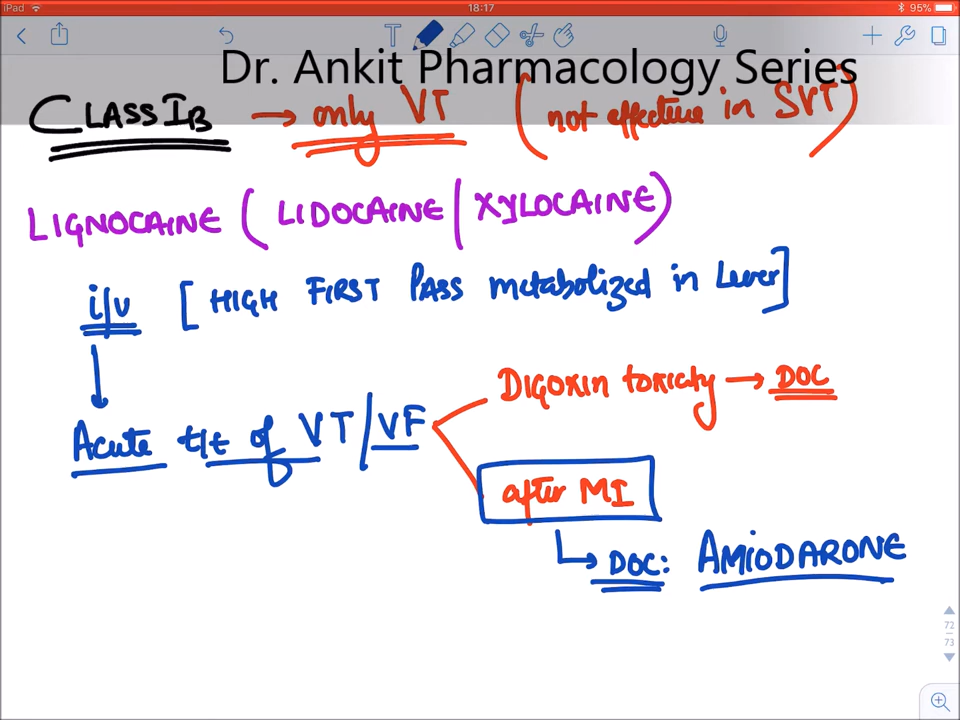 iPad 18:17 95%
Dr. Ankit Pharmacology Series
CLASS IB → only VT (not effective in SVT)
LIGNOCAINE (LIDOCAINE | XYLOCAINE)
i/v [HIGH FIRST PASS metabolized in Liver]
Digoxin toxicity → DOC
Acute t/t of VT/VF
after MI
DOC: AMIODARONE
72
73